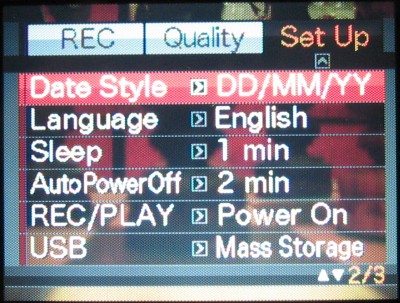 REC Quality Set Up
Date Style DD/MM/YY
Language English
Sleep 1 min
AutoPowerOff 2 min
REC/PLAY Power On
USB Mass Storage
▲▼2/3